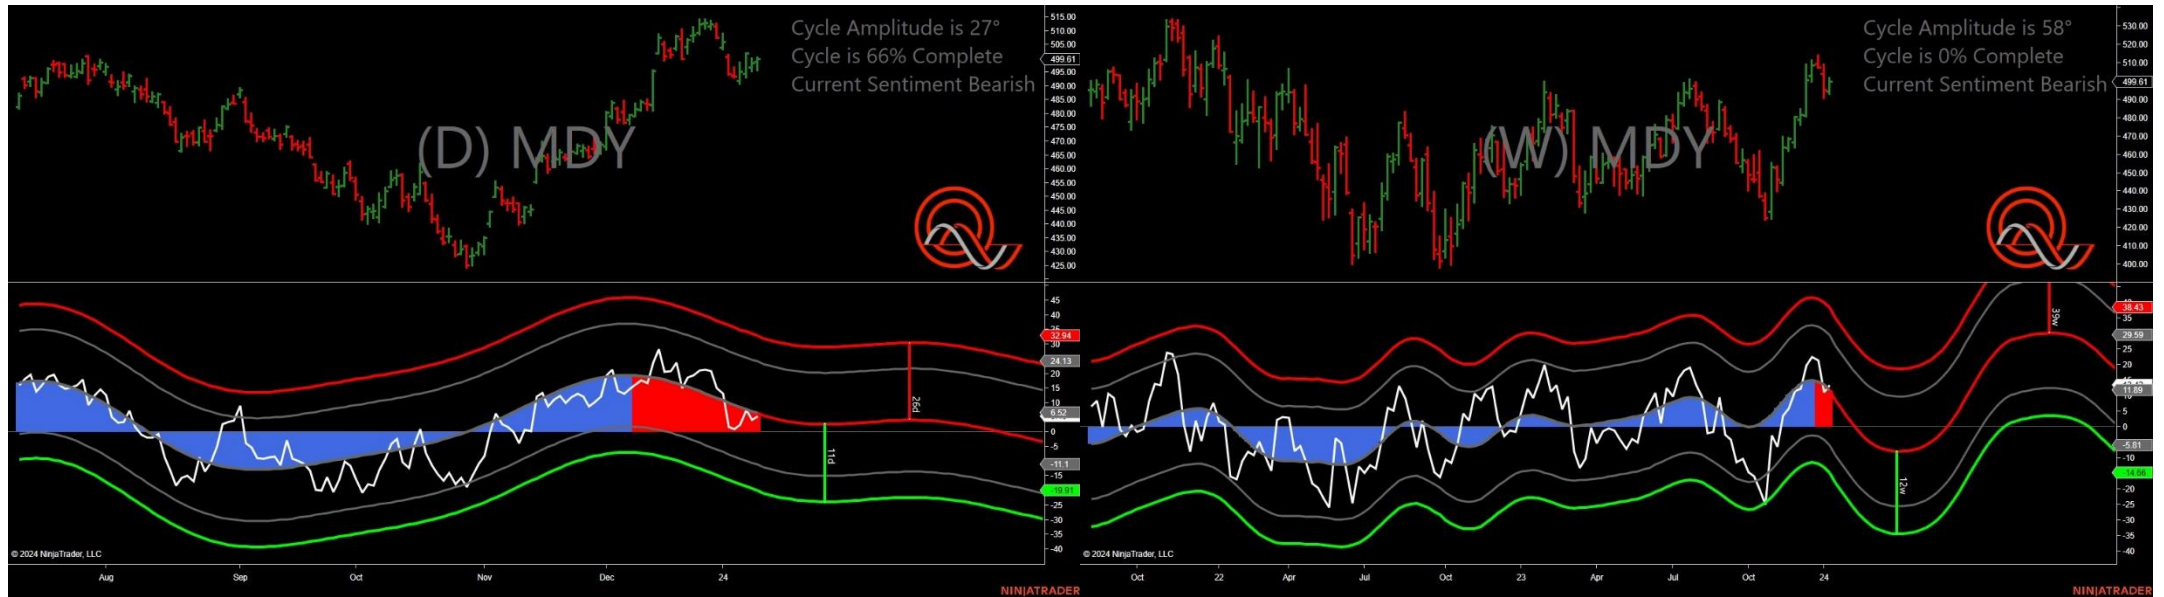 Cycle Amplitude is 27°
Cycle is 66% Complete
Current Sentiment Bearish
(D) MDY
515.00
510.00
505.00
499.61
495.00
490.00
485.00
480.00
475.00
470.00
465.00
460.00
455.00
450.00
445.00
440.00
435.00
430.00
425.00
45
40
32.94
30
24.13
20
15
10
6.52
0
-5
-11.1
-15
-19.91
-25
-30
-35
-40
26d
11d
© 2024 NinjaTrader, LLC
Aug
Sep
Oct
Nov
Dec
24
NINJATRADER
Cycle Amplitude is 58°
Cycle is 0% Complete
Current Sentiment Bearish
(W) MDY
530.00
520.00
510.00
499.61
490.00
480.00
470.00
460.00
450.00
440.00
430.00
420.00
410.00
400.00
38.43
35
29.59
25
20
11.89
5
0
-5.81
-10
-14.66
-20
-25
-30
-35
-40
39w
12w
© 2024 NinjaTrader, LLC
Oct
22
Apr
Jul
Oct
23
Apr
Jul
Oct
24
NINJATRADER